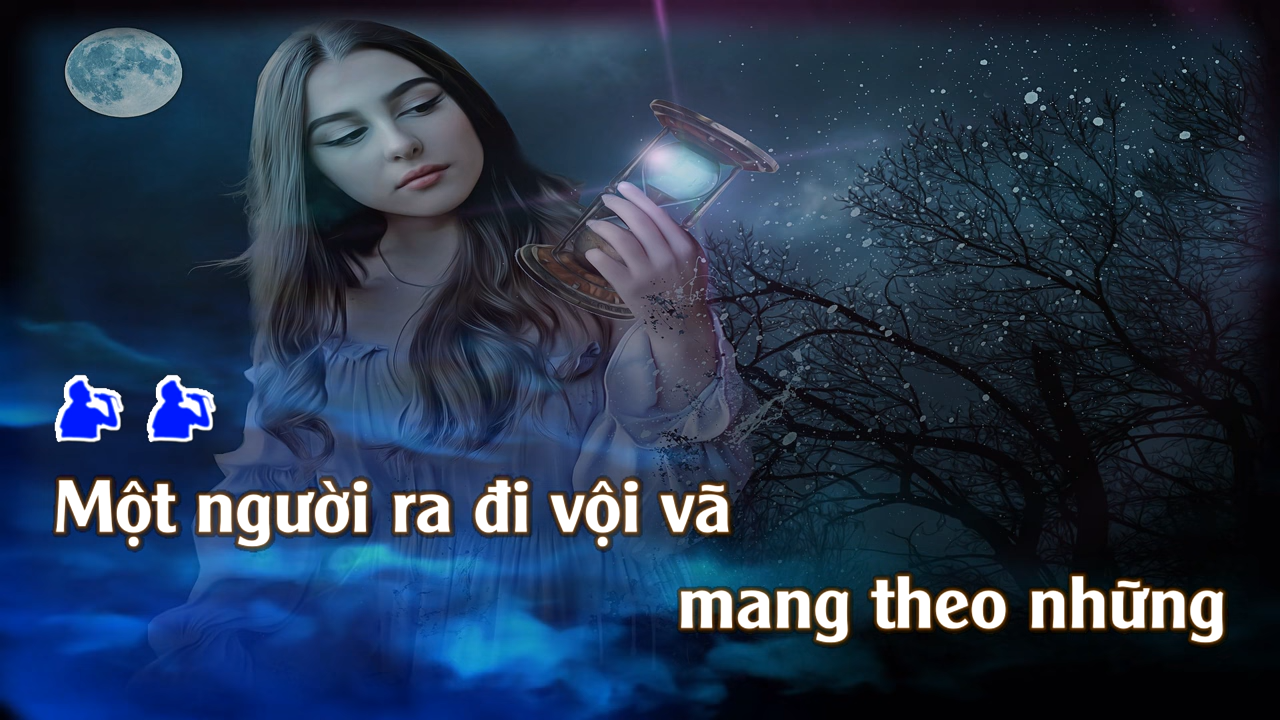 Một người ra đi vội vã
mang theo những